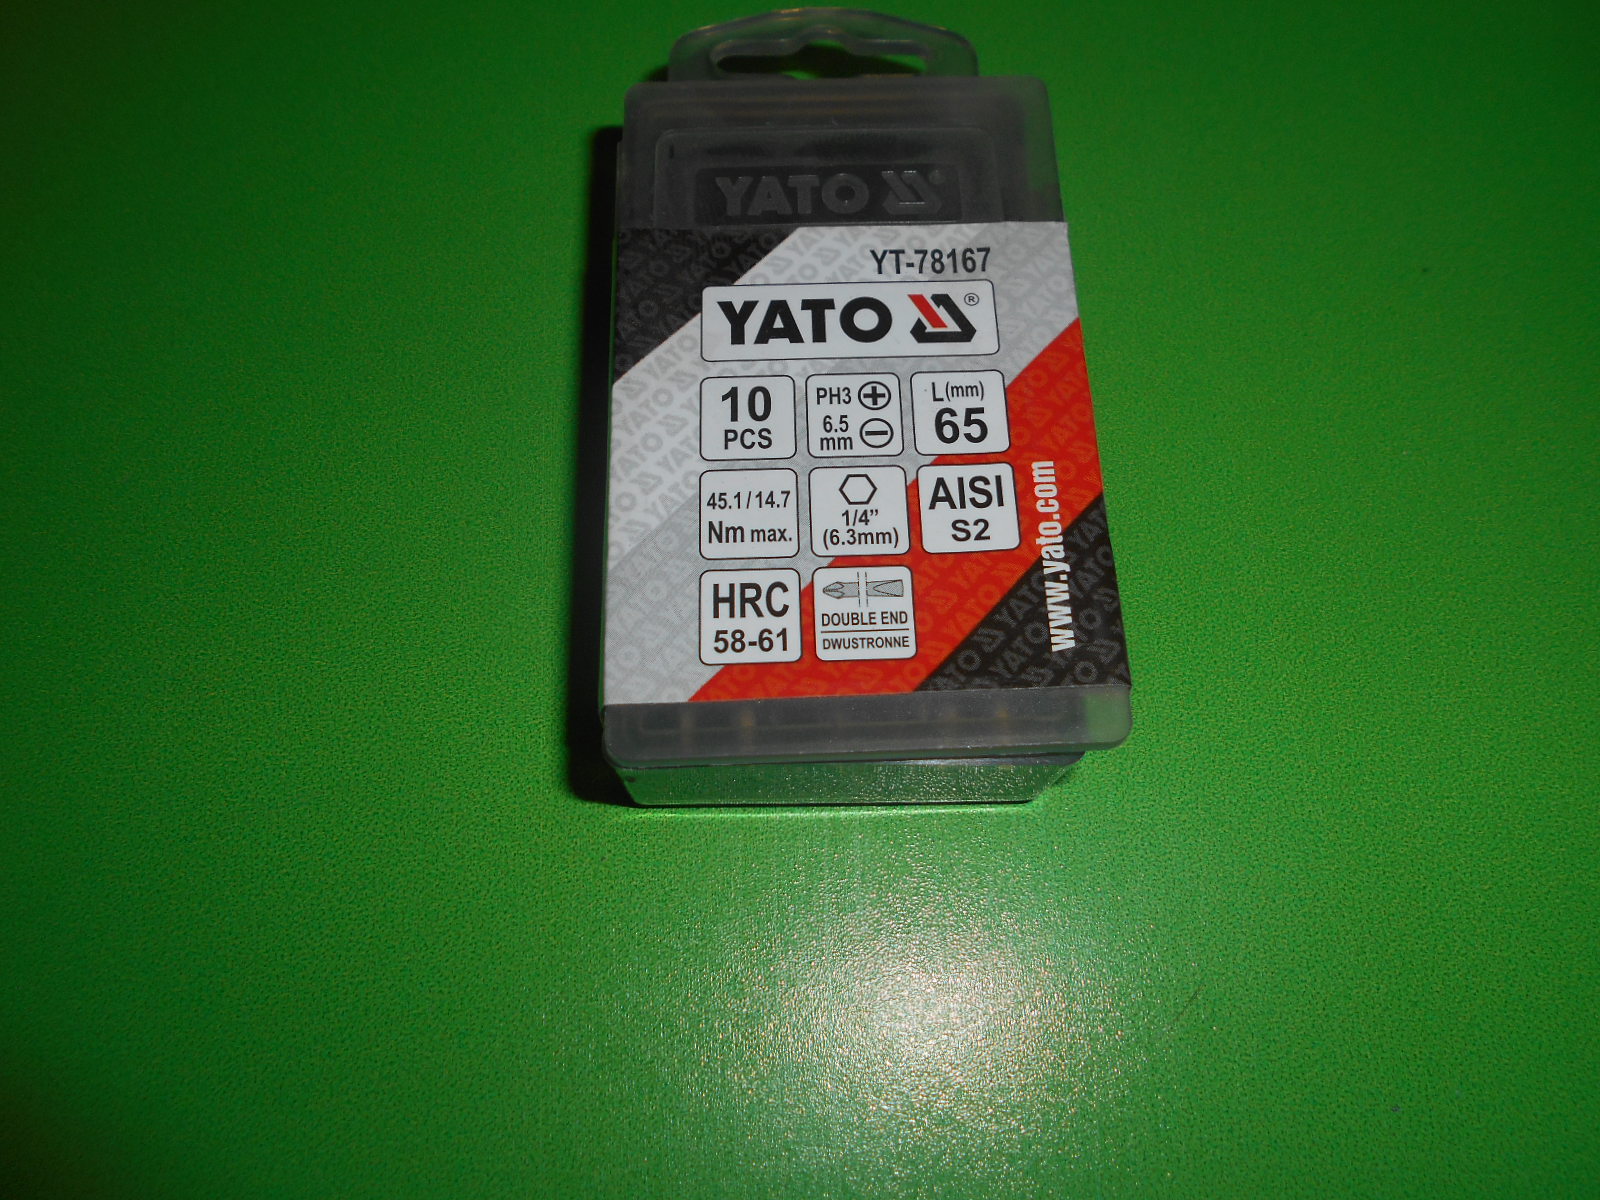 YATO
YT-78167
YATO ®
10
PCS
PH3
6.5
mm
L(mm)
65
45.1/14.7
Nm max.
1/4”
(6.3mm)
AISI
S2
HRC
58-61
DOUBLE END
DWUSTRONNE
www.yato.com